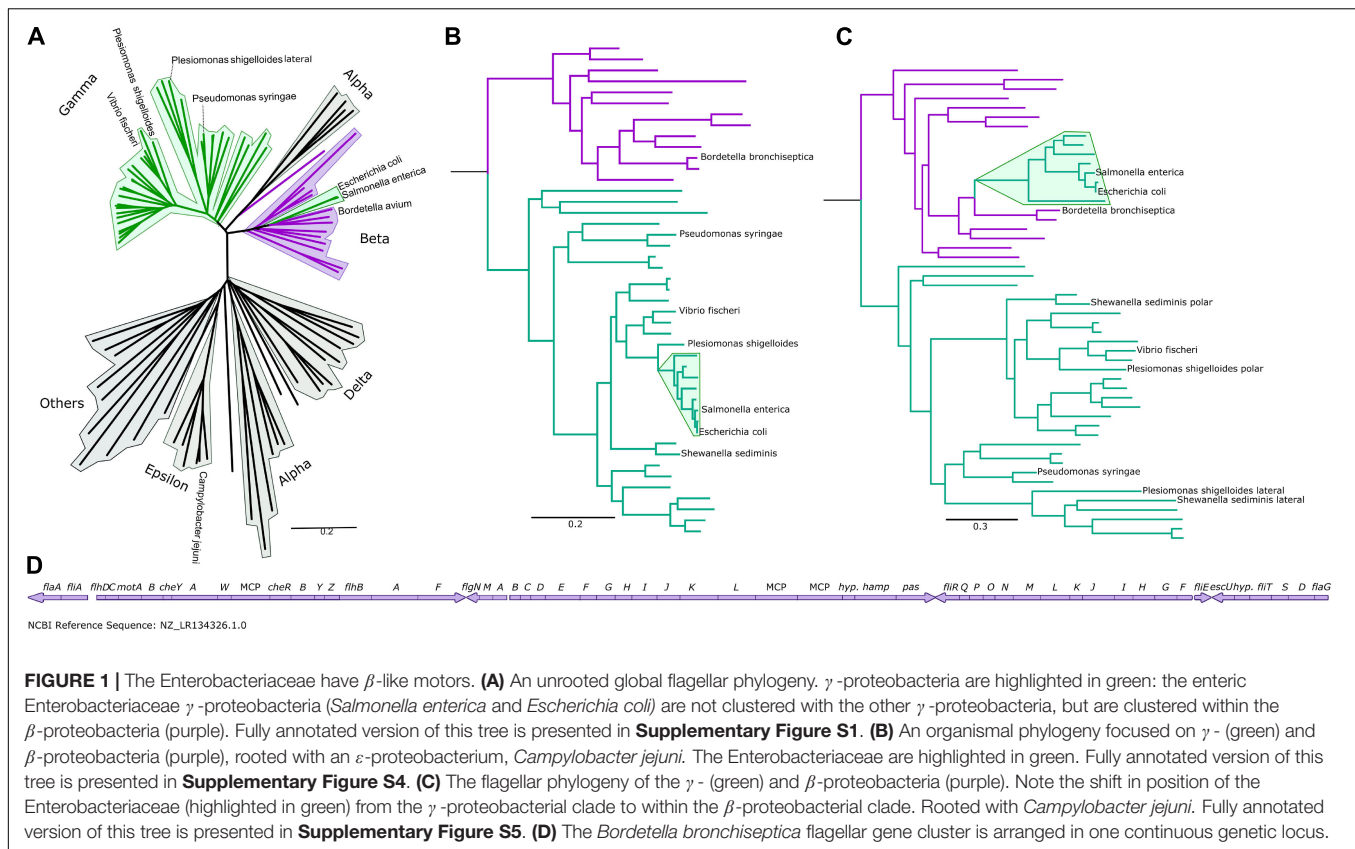 A
Gamma
Plesiomonas shigelloides lateral
Plesiomonas shigelloides
Vibrio fischeri
Pseudomonas syringae
Alpha
Escherichia coli
Salmonella enterica
Bordetella avium
Beta
Others
Epsilon
Campylobacter jejuni
Alpha
Delta
0.2
B
Bordetella bronchiseptica
Pseudomonas syringae
Vibrio fischeri
Plesiomonas shigelloides
Salmonella enterica
Escherichia coli
Shewanella sediminis
0.2
C
Salmonella enterica
Escherichia coli
Bordetella bronchiseptica
Shewanella sediminis polar
Vibrio fischeri
Plesiomonas shigelloides polar
Pseudomonas syringae
Plesiomonas shigelloides lateral
Shewanella sediminis lateral
0.3
D
flaA fliA flhDC motA B cheY A W MCP cheR B Y Z flhB A F flgN M A B C D E F G H I J K L MCP MCP hyp. hamp pas fliR Q P O N M L K J I H G F fliE escU hyp. fliT S D flaG
NCBI Reference Sequence: NZ_LR134326.1.0
FIGURE 1 | The Enterobacteriaceae have β-like motors. (A) An unrooted global flagellar phylogeny. γ-proteobacteria are highlighted in green: the enteric
Enterobacteriaceae γ-proteobacteria (Salmonella enterica and Escherichia coli) are not clustered with the other γ-proteobacteria, but are clustered within the
β-proteobacteria (purple). Fully annotated version of this tree is presented in Supplementary Figure S1. (B) An organismal phylogeny focused on γ- (green) and
β-proteobacteria (purple), rooted with an ε-proteobacterium, Campylobacter jejuni. The Enterobacteriaceae are highlighted in green. Fully annotated version of this
tree is presented in Supplementary Figure S4. (C) The flagellar phylogeny of the γ- (green) and β-proteobacteria (purple). Note the shift in position of the
Enterobacteriaceae (highlighted in green) from the γ-proteobacterial clade to within the β-proteobacterial clade. Rooted with Campylobacter jejuni. Fully annotated
version of this tree is presented in Supplementary Figure S5. (D) The Bordetella bronchiseptica flagellar gene cluster is arranged in one continuous genetic locus.